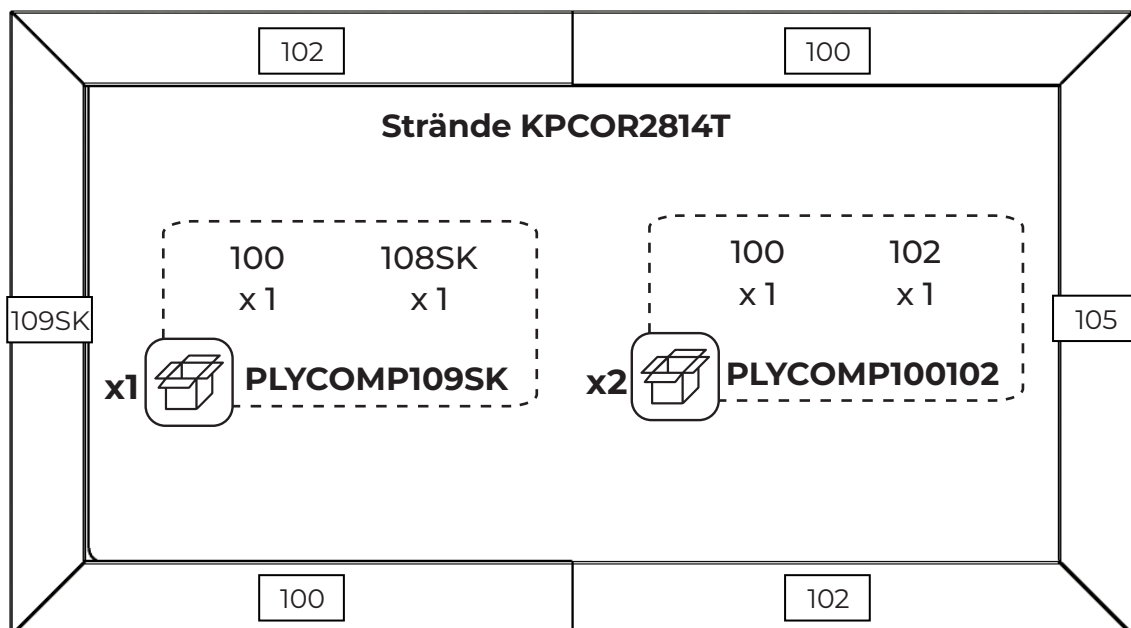 102
100
Strände KPCOR2814T
100 108SK
x 1 x 1
x1 PLYCOMP109SK
100 102
x 1 x 1
x2 PLYCOMP100102
109SK
105
100
102